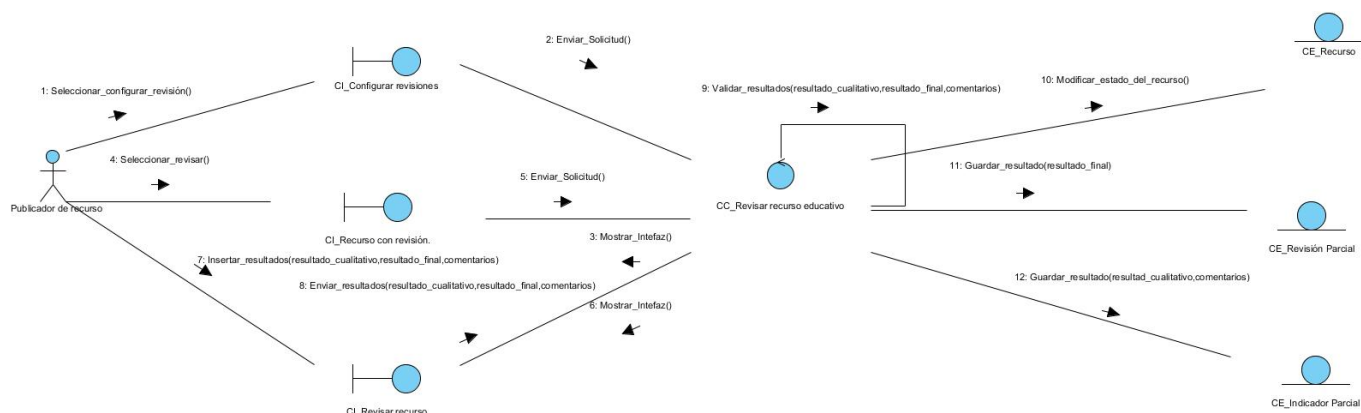 CE_Recurso
2: Enviar_Solicitud()
CI_Configurar revisiones
10: Modificar_estado_del_recurso()
1: Seleccionar_configurar_revisión()
9: Validar_resultados(resultado_cualitativo,resultado_final,comentarios)
4: Seleccionar_revisar()
11: Guardar_resultado(resultado_final)
5: Enviar_Solicitud()
Publicador de recurso
CC_Revisar recurso educativo
CI_Recurso con revisión.
3: Mostrar_Intefaz()
CE_Revisión Parcial
7: Insertar_resultados(resultado_cualitativo,resultado_final,comentarios)
12: Guardar_resultado(resultad_cualitativo,comentarios)
8: Enviar_resultados(resultado_cualitativo,resultado_final,comentarios)
6: Mostrar_Intefaz()
CE_Indicador Parcial
CI_Revisar recurso